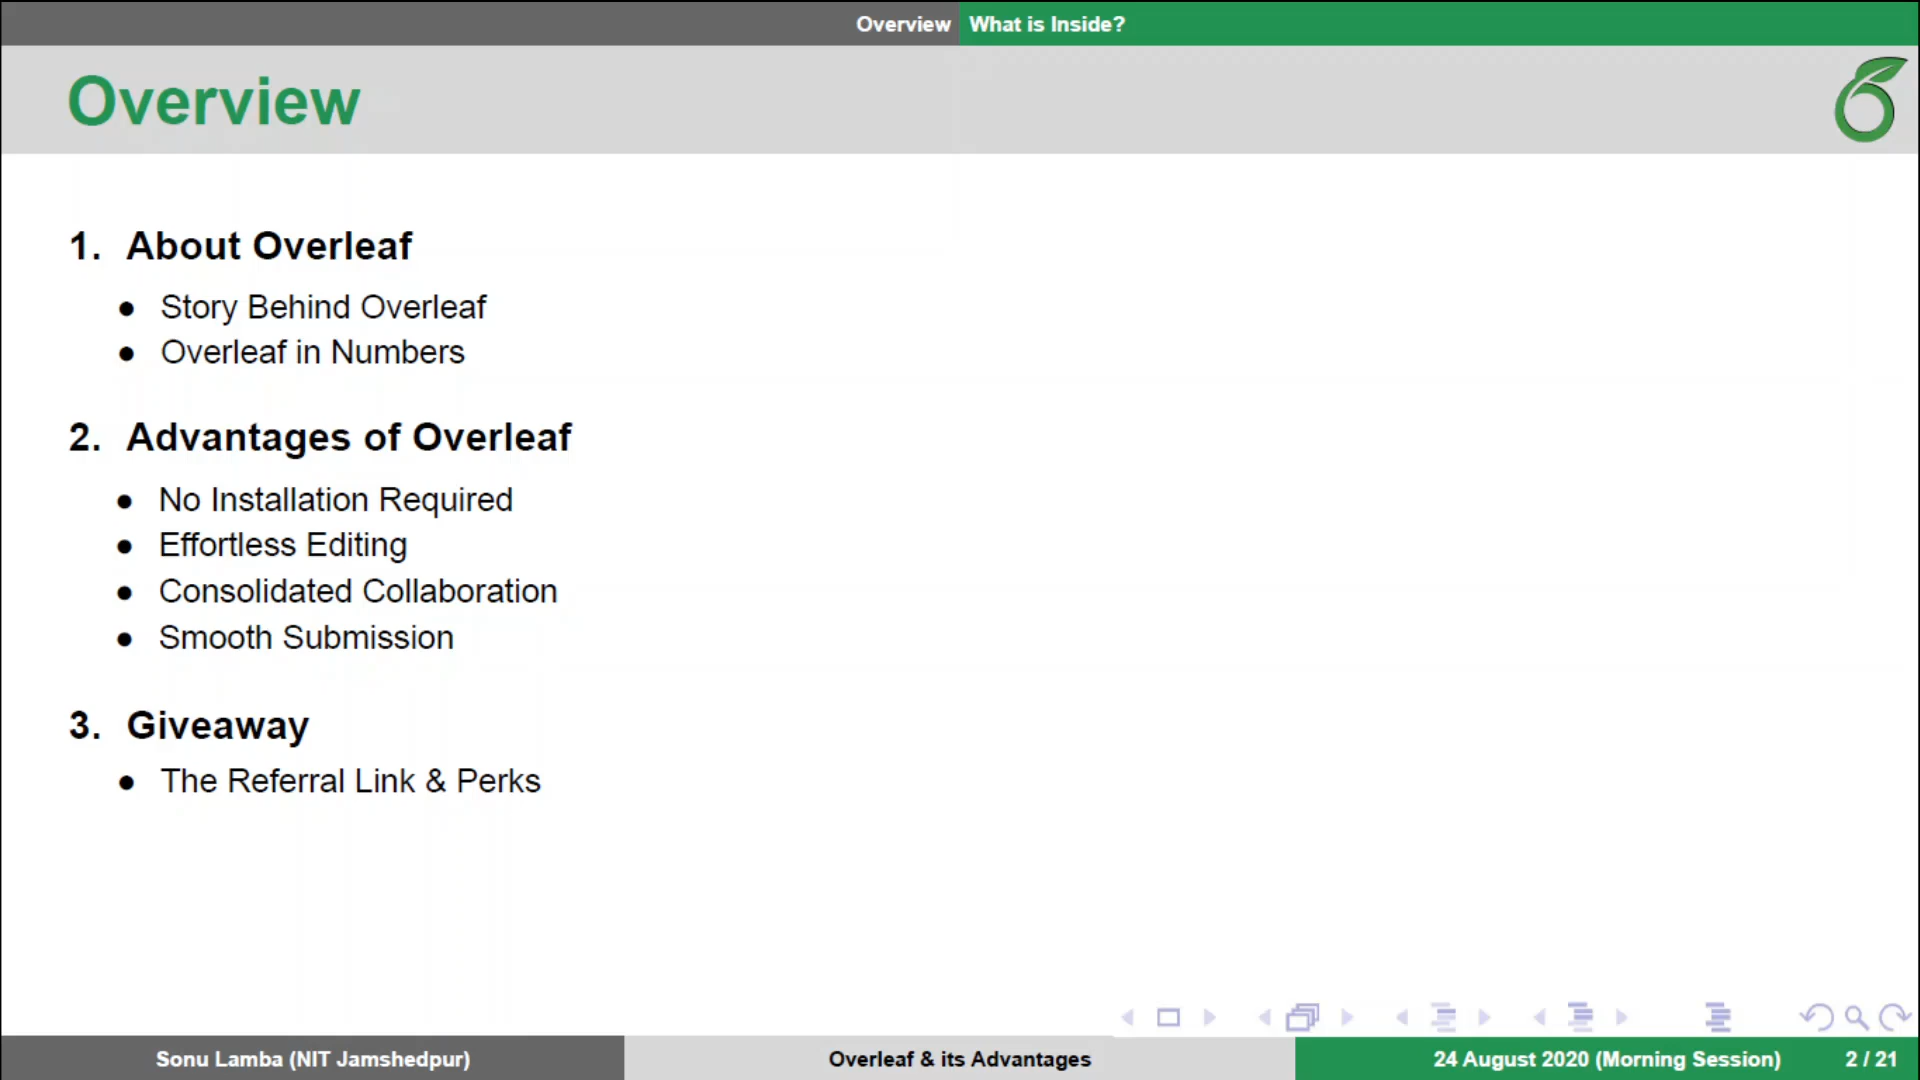 Overview What is Inside?
Overview
1. About Overleaf
● Story Behind Overleaf
● Overleaf in Numbers
2. Advantages of Overleaf
● No Installation Required
● Effortless Editing
● Consolidated Collaboration
● Smooth Submission
3. Giveaway
● The Referral Link & Perks
Sonu Lamba (NIT Jamshedpur) Overleaf & its Advantages 24 August 2020 (Morning Session) 2 / 21